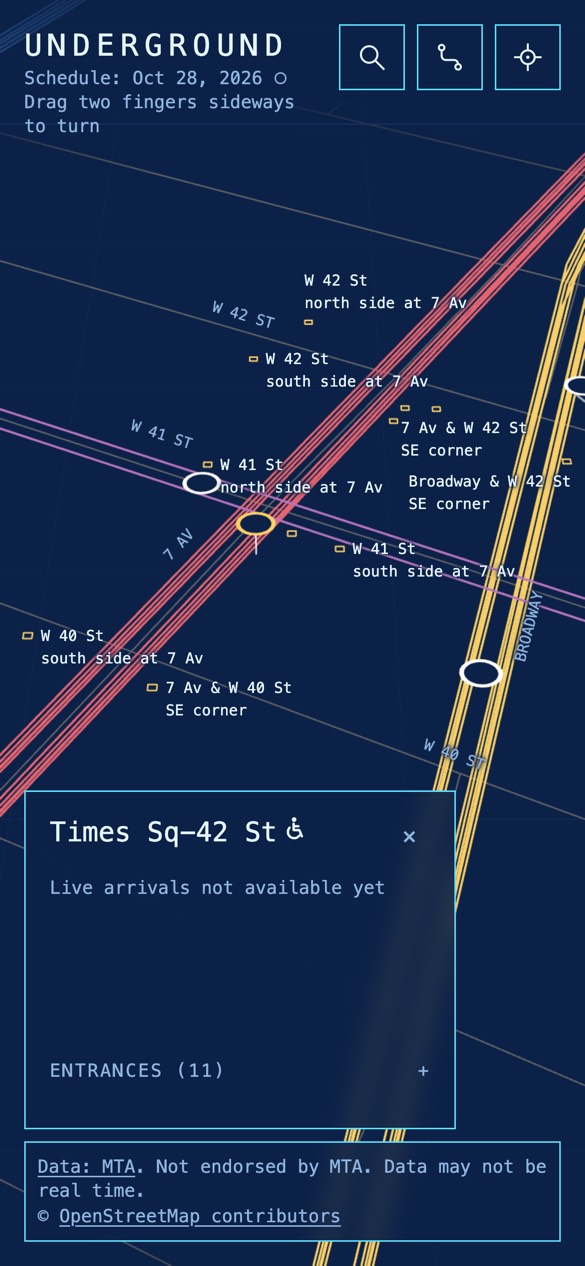 UNDERGROUND
Schedule: Oct 28, 2026
Drag two fingers sideways
to turn
W 42 St
north side at 7 Av
W 42 ST
W 42 St
south side at 7 Av
7 Av & W 42 St
SE corner
W 41 ST
W 41 St
north side at 7 Av
Broadway & W 42 St
SE corner
7 AV
W 41 St
south side at 7 Av
BROADWAY
W 40 St
south side at 7 Av
7 Av & W 40 St
SE corner
W 40 ST
Times Sq-42 St
×
Live arrivals not available yet
ENTRANCES (11)
+
Data: MTA. Not endorsed by MTA. Data may not be
real time.
© OpenStreetMap contributors